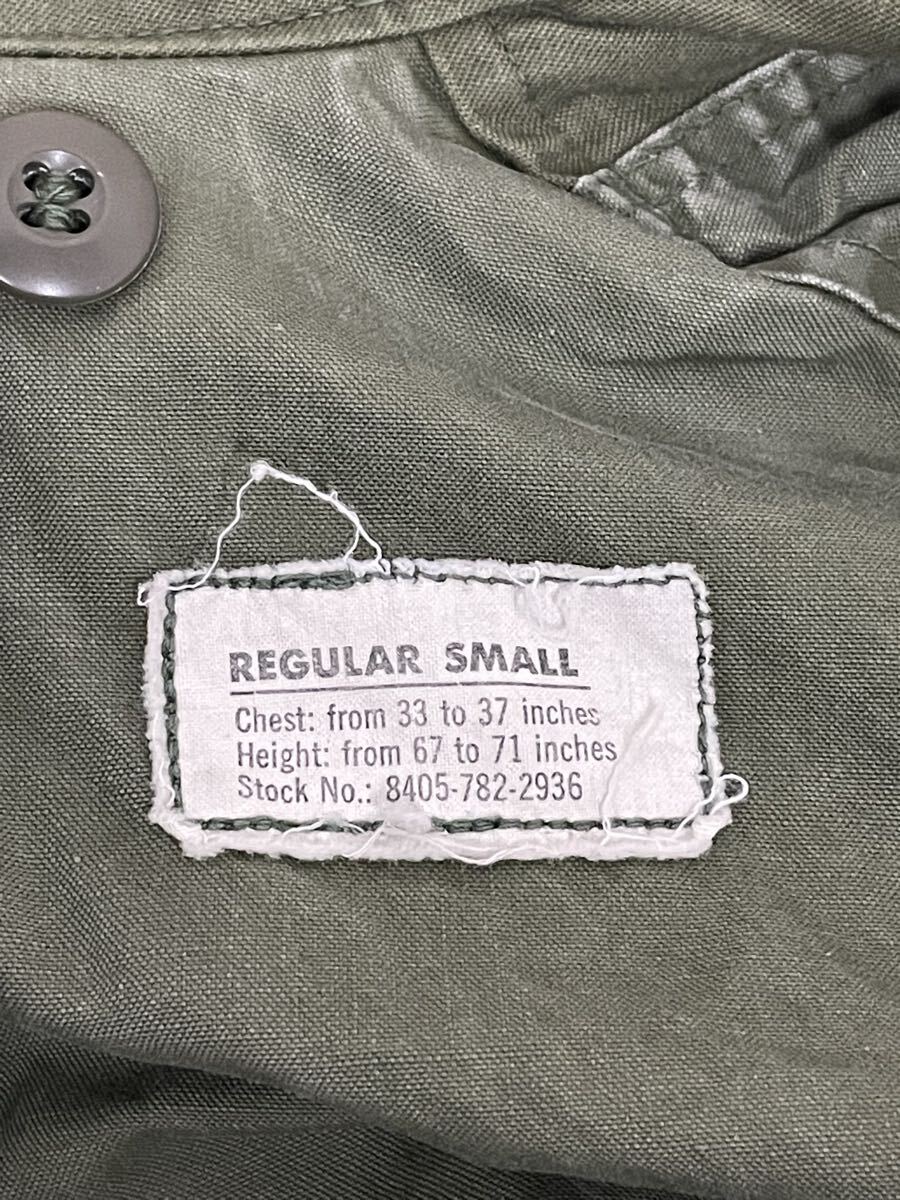 REGULAR SMALL
Chest: from 33 to 37 inches
Height: from 67 to 71 inches
Stock No.: 8405-782-2936